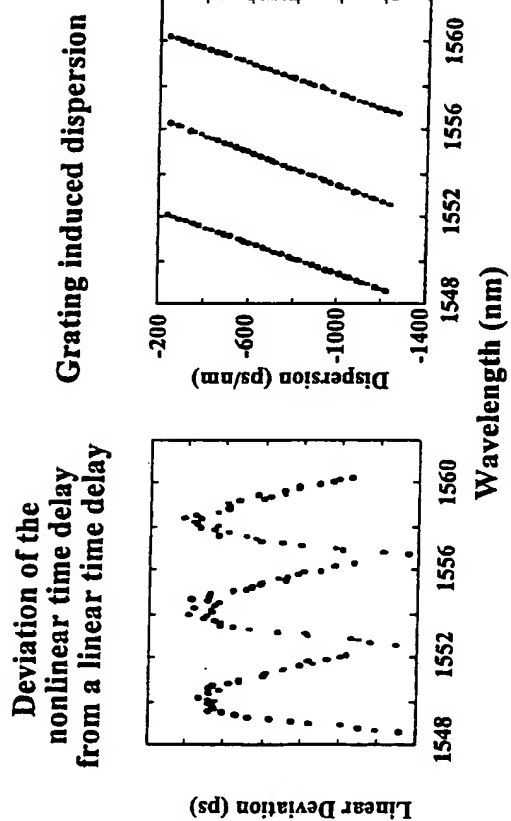 Deviation of the
nonlinear time delay
from a linear time delay
Linear Deviation (ps)
1548
1552
1556
1560
Grating induced dispersion
Dispersion (ps/nm)
-200
-600
-1000
-1400
1548
1552
1556
1560
Wavelength (nm)